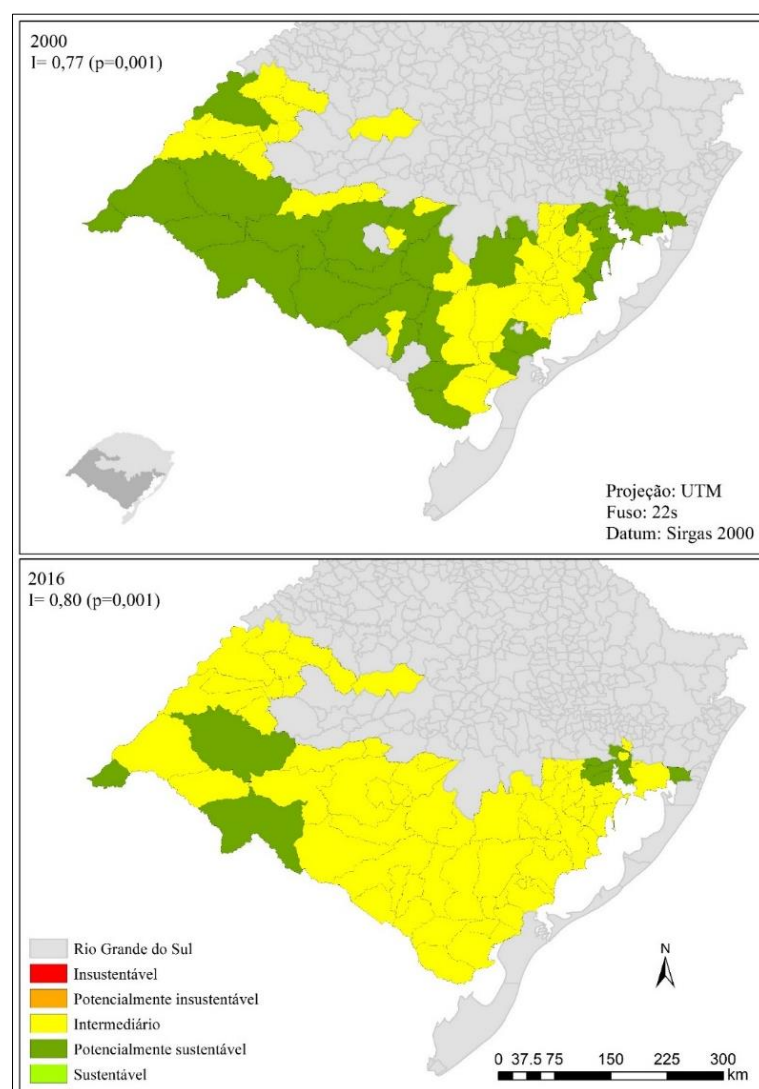 2000
I= 0,77 (p=0,001)
Projeção: UTM
Fuso: 22s
Datum: Sirgas 2000
2016
I= 0,80 (p=0,001)
Rio Grande do Sul
Insustentável
Potencialmente insustentável
Intermediário
Potencialmente sustentável
Sustentável
N
0 37.5 75 150 225 300
km